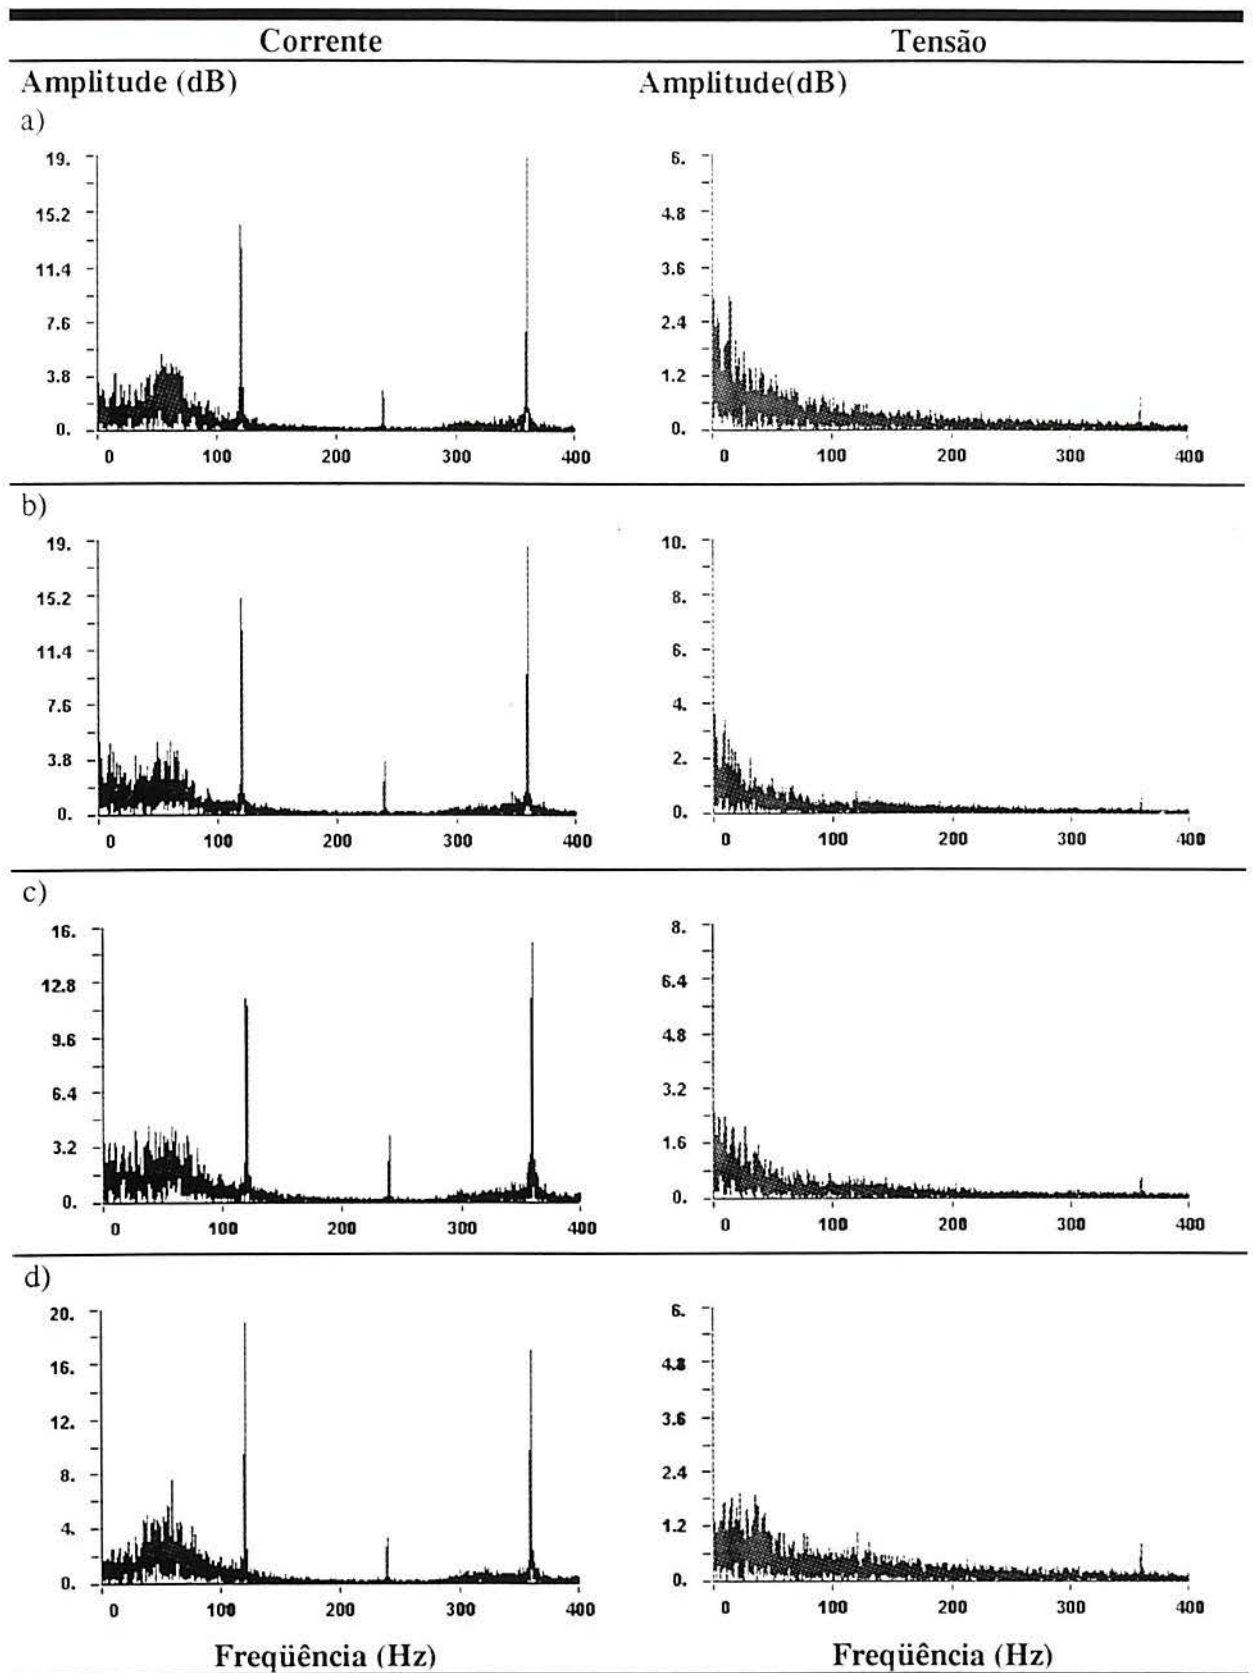 Corrente Tensão
Amplitude (dB) Amplitude(dB)
a)
19. 6.
15.2 4.8
11.4 3.6
7.6 2.4
3.8 1.2
0. 0.
0 100 200 300 400 0 100 200 300 400
b)
19. 10.
15.2 8.
11.4 6.
7.6 4.
3.8 2.
0. 0.
0 100 200 300 400 0 100 200 300 400
c)
16. 8.
12.8 6.4
9.6 4.8
6.4 3.2
3.2 1.6
0. 0.
0 100 200 300 400 0 100 200 300 400
d)
20. 6.
16. 4.8
12. 3.6
8. 2.4
4. 1.2
0. 0.
0 100 200 300 400 0 100 200 300 400
Freqüência (Hz) Freqüência (Hz)